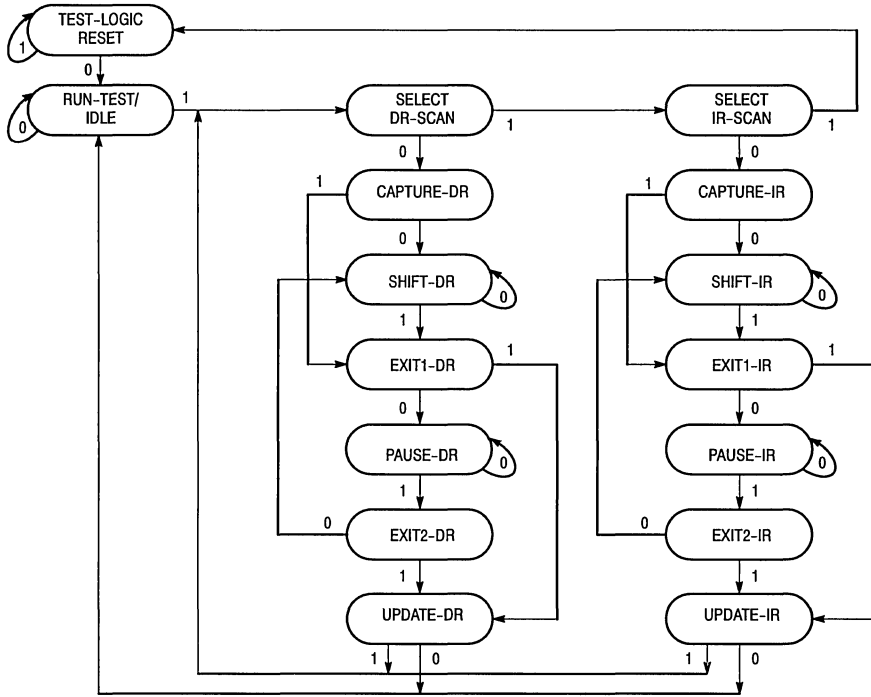 TEST-LOGIC
RESET
1
0
RUN-TEST/
IDLE
0
1
SELECT
DR-SCAN
1
SELECT
IR-SCAN
1
0
0
1
CAPTURE-DR
1
CAPTURE-IR
0
0
SHIFT-DR
0
SHIFT-IR
0
1
1
EXIT1-DR
1
EXIT1-IR
1
0
0
PAUSE-DR
0
PAUSE-IR
0
1
1
0
EXIT2-DR
0
EXIT2-IR
1
1
UPDATE-DR
UPDATE-IR
1
0
1
0